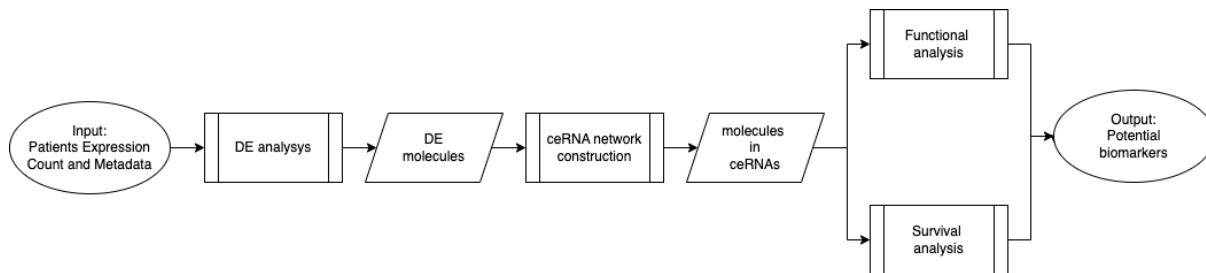 Input:
Patients Expression
Count and Metadata
DE analysys
DE
molecules
ceRNA network
construction
molecules
in
ceRNAs
Functional
analysis
Survival
analysis
Output:
Potential
biomarkers